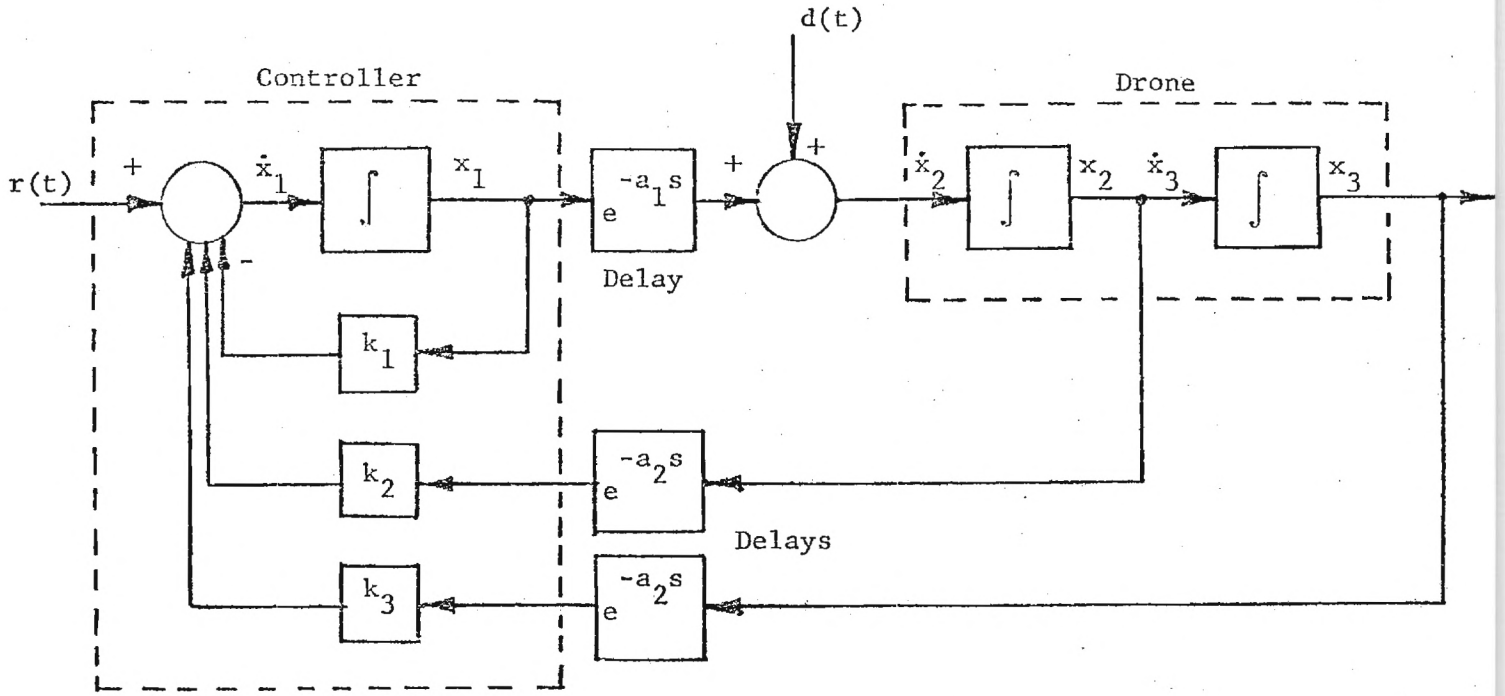 d(t)
Controller
Drone
r(t)
+
ẋ₁
∫
x₁
e^-a₁s
+
+
ẋ₂
∫
x₂
ẋ₃
∫
x₃
-
Delay
k₁
k₂
e^-a₂s
Delays
k₃
e^-a₂s